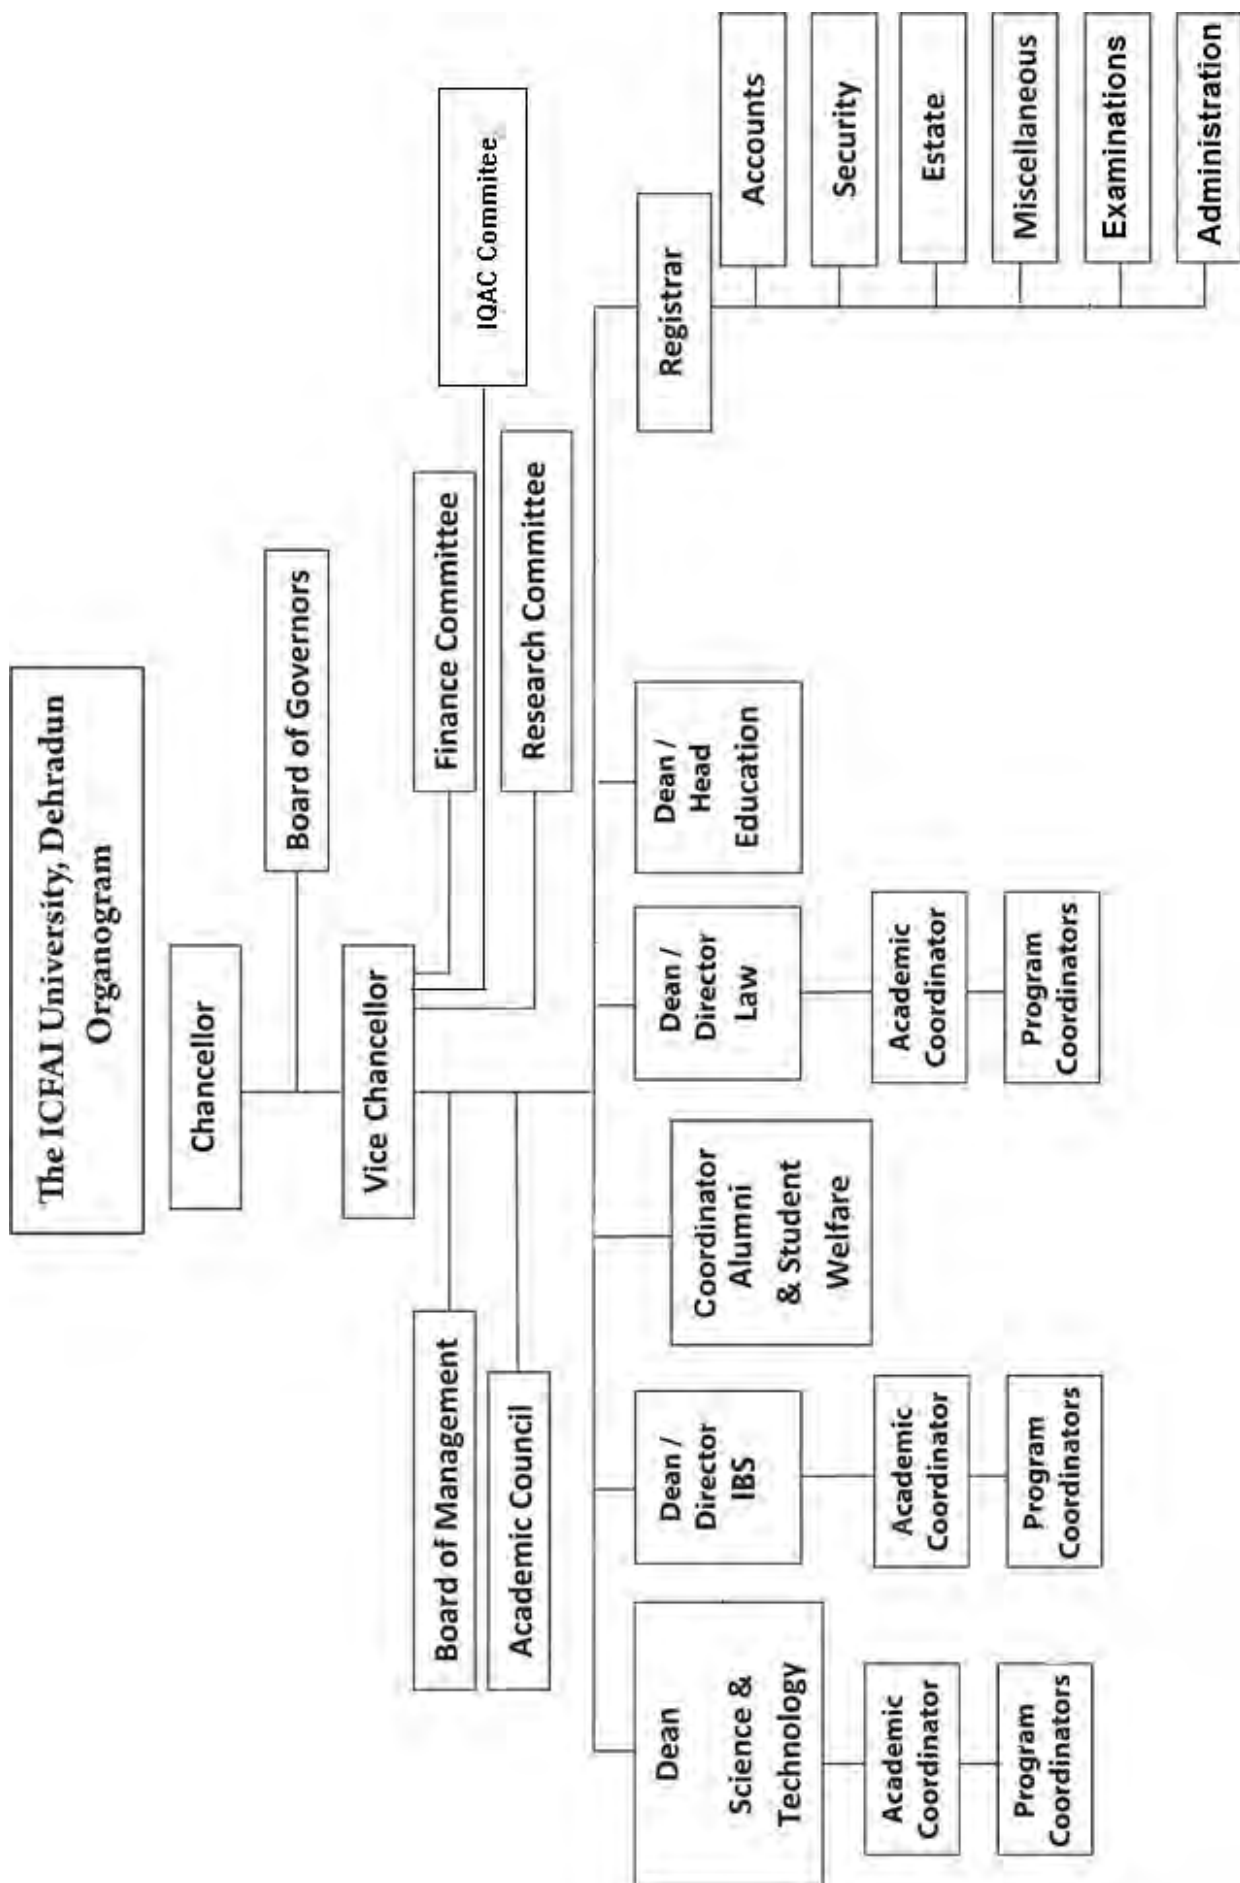 The ICFAI University, Dehradun
Organogram
Chancellor
Board of Governors
Vice Chancellor
Board of Management
Finance Committee
IQAC Committee
Academic Council
Research Committee
Dean
Science &
Technology
Dean /
Director
IBS
Coordinator
Alumni
& Student
Welfare
Dean /
Director
Law
Dean /
Head
Education
Registrar
Academic
Coordinator
Academic
Coordinator
Academic
Coordinator
Program
Coordinators
Program
Coordinators
Program
Coordinators
Accounts
Security
Estate
Miscellaneous
Examinations
Administration